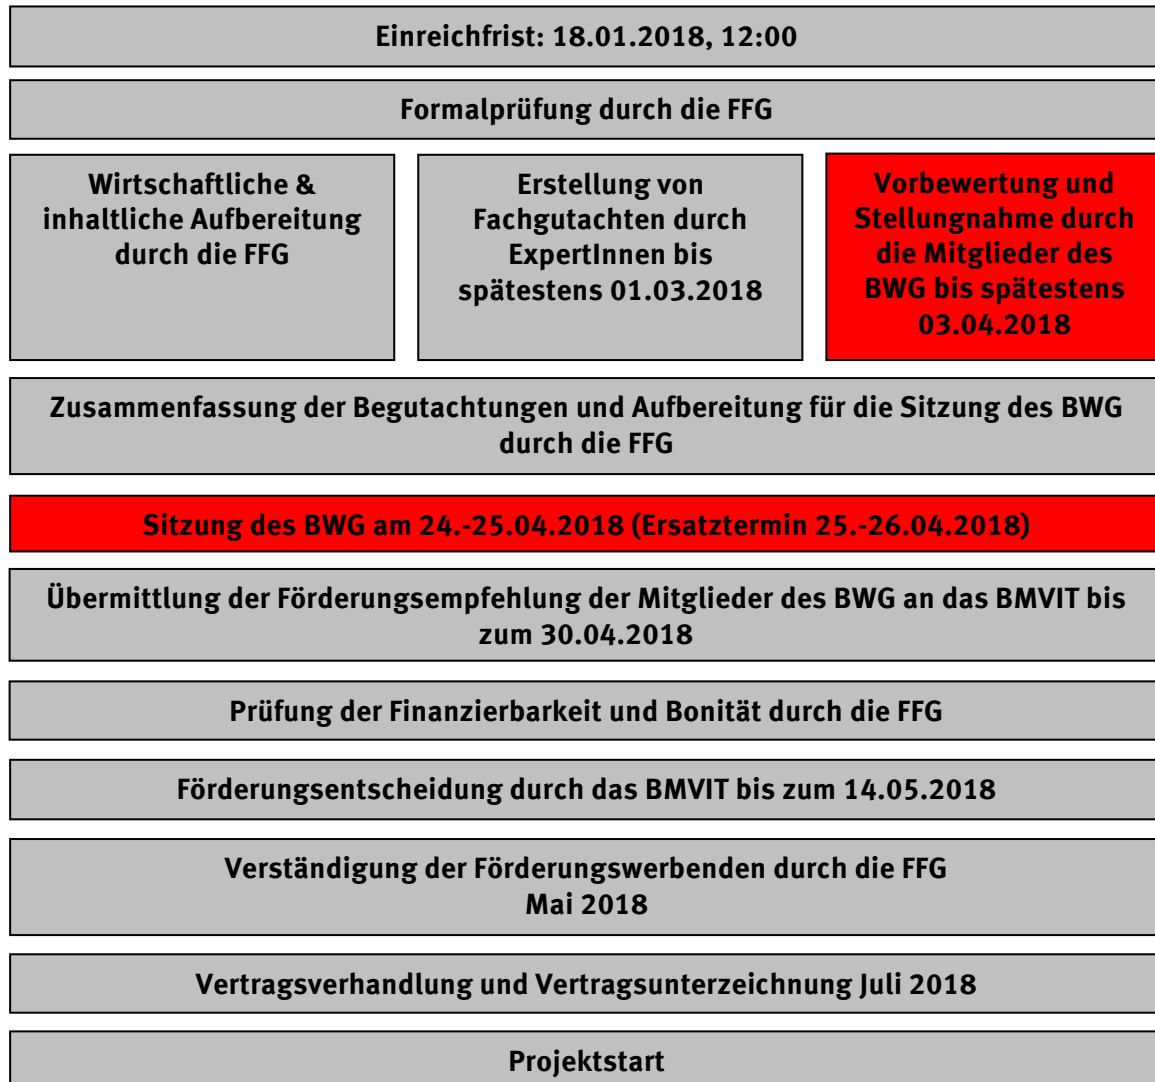 Einreichfrist: 18.01.2018, 12:00
Formalprüfung durch die FFG
Wirtschaftliche &
inhaltliche Aufbereitung
durch die FFG
Erstellung von
Fachgutachten durch
ExpertInnen bis
spätestens 01.03.2018
Vorbewertung und
Stellungnahme durch
die Mitglieder des
BWG bis spätestens
03.04.2018
Zusammenfassung der Begutachtungen und Aufbereitung für die Sitzung des BWG
durch die FFG
Sitzung des BWG am 24.-25.04.2018 (Ersatztermin 25.-26.04.2018)
Übermittlung der Förderungsempfehlung der Mitglieder des BWG an das BMVIT bis
zum 30.04.2018
Prüfung der Finanzierbarkeit und Bonität durch die FFG
Förderungsentscheidung durch das BMVIT bis zum 14.05.2018
Verständigung der Förderungswerbenden durch die FFG
Mai 2018
Vertragsverhandlung und Vertragsunterzeichnung Juli 2018
Projektstart